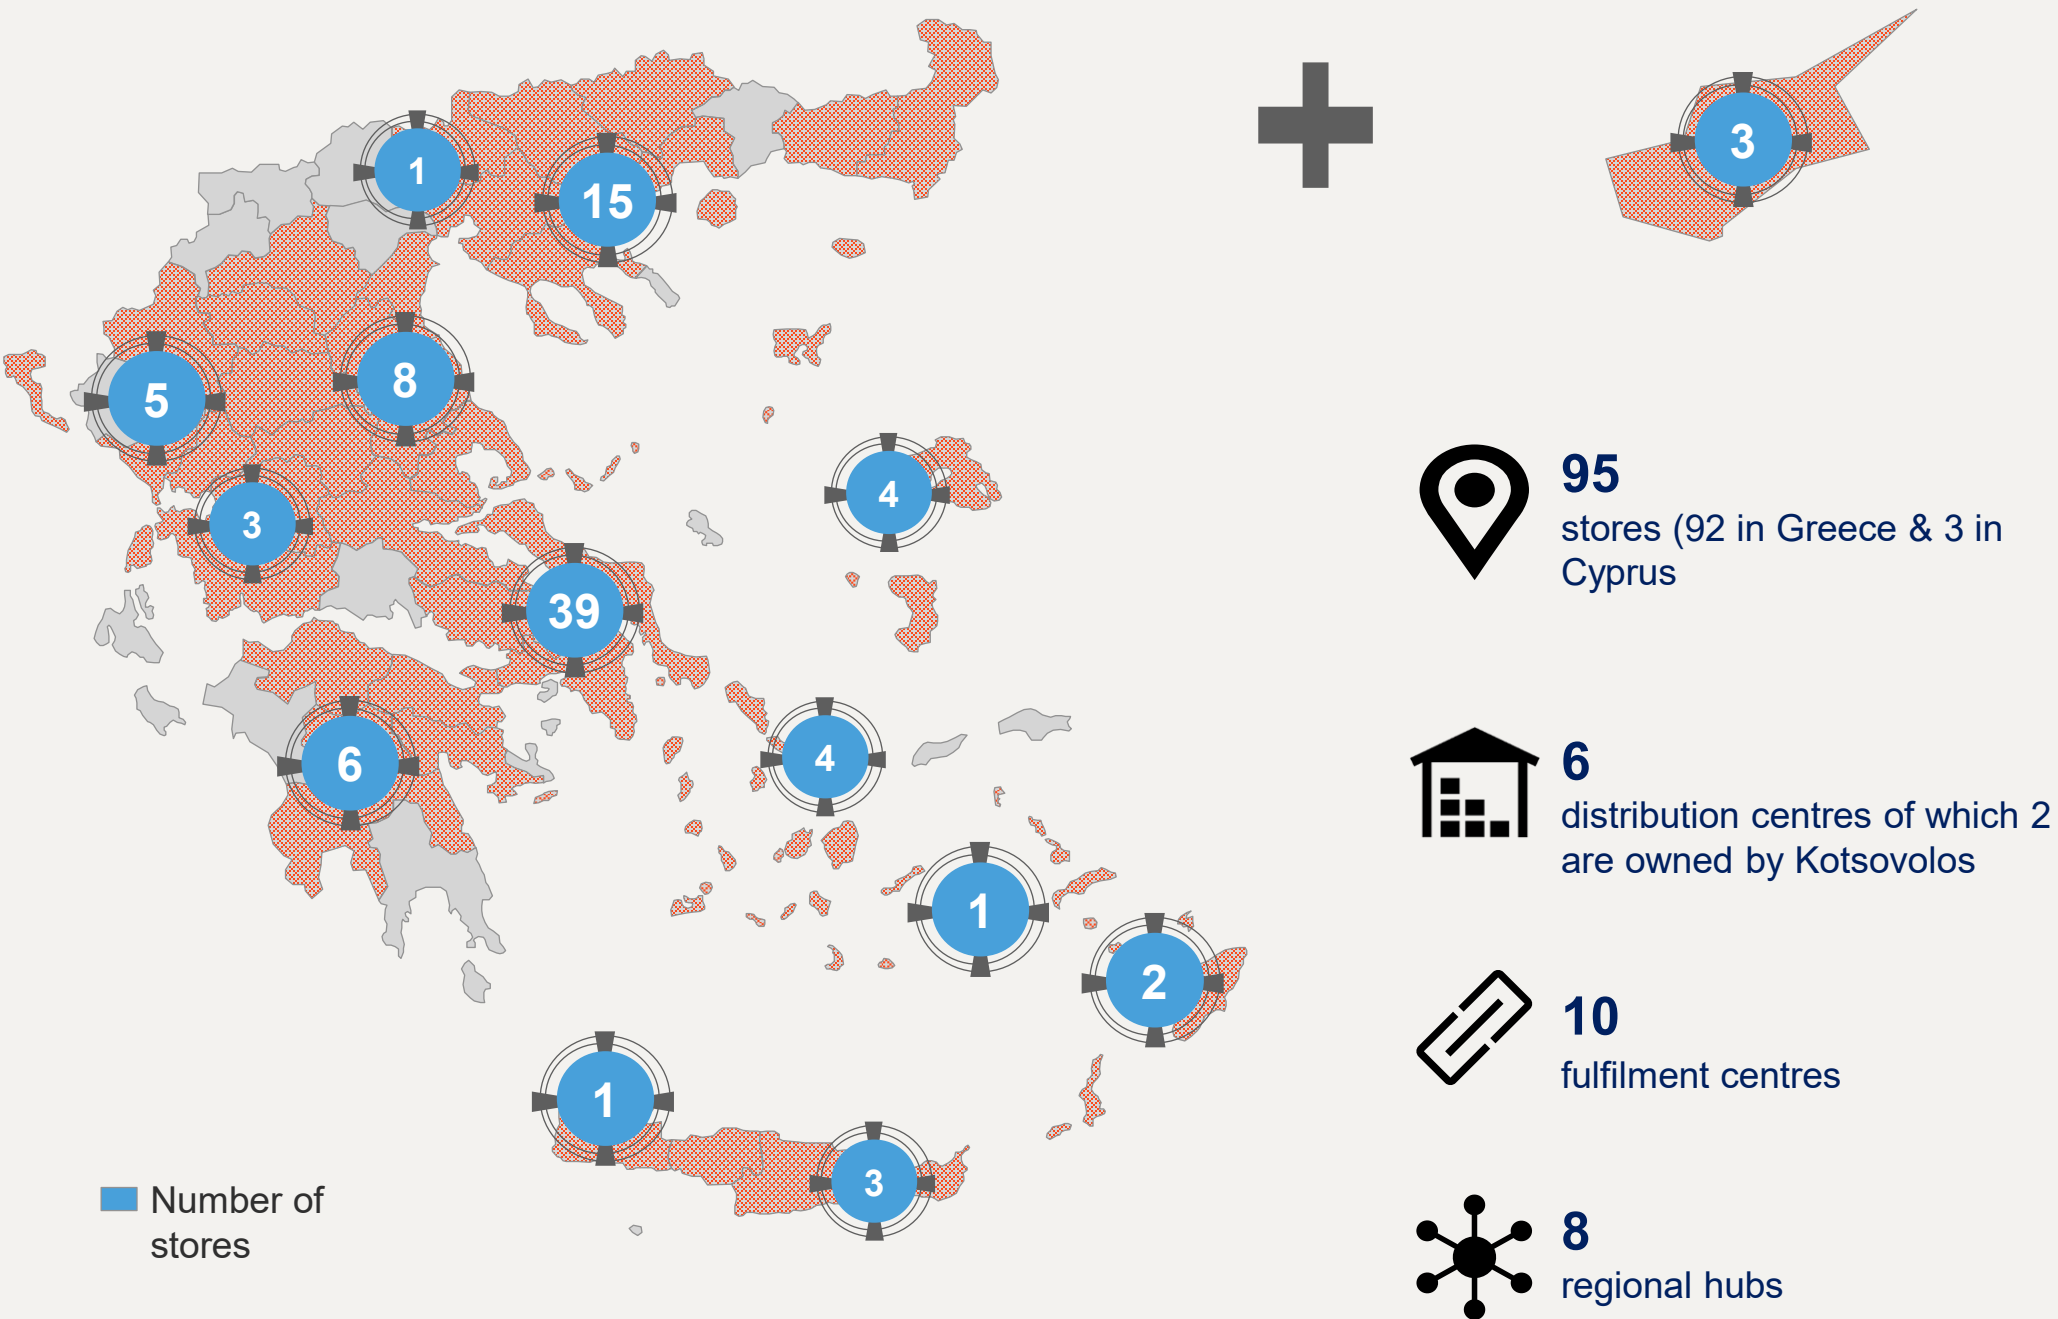 1
15
3
5
8
4
3
39
4
6
1
2
1
3
Number of
stores
95
stores (92 in Greece & 3 in
Cyprus
6
distribution centres of which 2
are owned by Kotsovolos
10
fulfilment centres
8
regional hubs